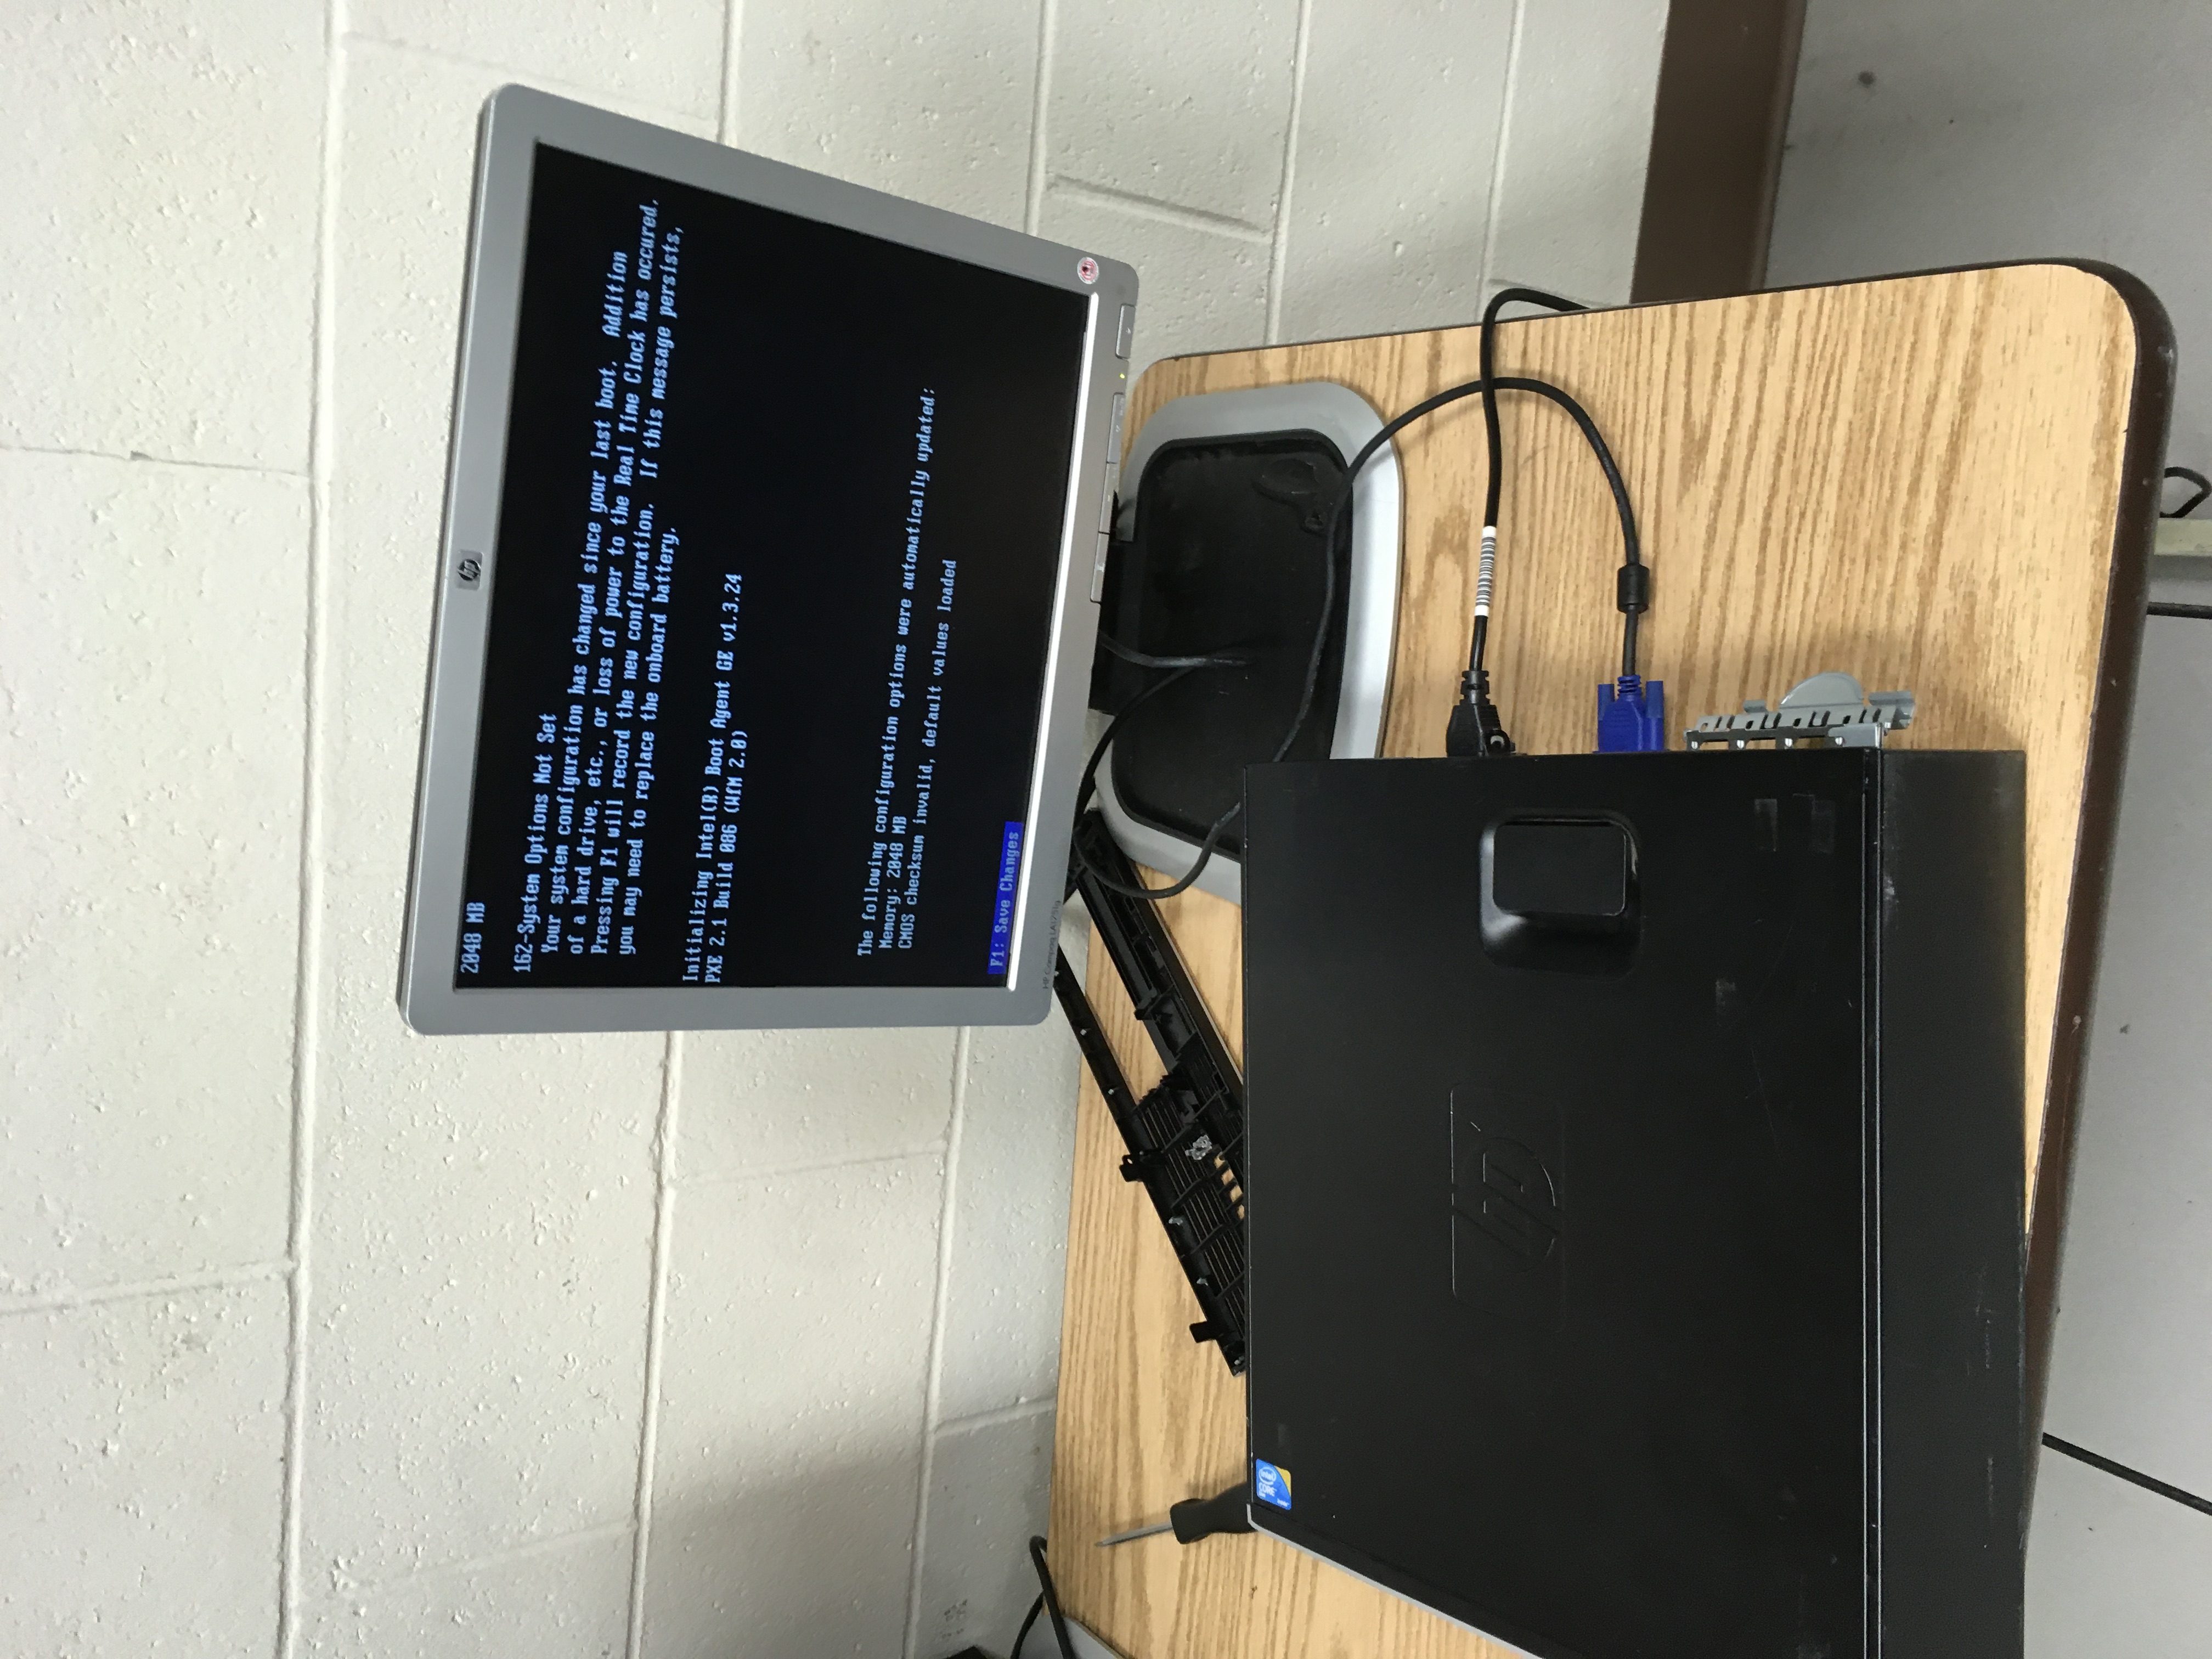 hp
2048 MB
162-System Options Not Set
Your system configuration has changed since your last boot. Addition
of a hard drive, etc., or loss of power to the Real Time Clock has occured.
Pressing F1 will record the new configuration. If this message persists,
you may need to replace the onboard battery.
Initializing Intel(R) Boot Agent GE v1.3.24
PXE 2.1 Build 086 (WfM 2.0)
The following configuration options were automatically updated:
Memory: 2048 MB
CMOS checksum invalid, default values loaded
F1: Save Changes
HP Compaq LA1751g
hp